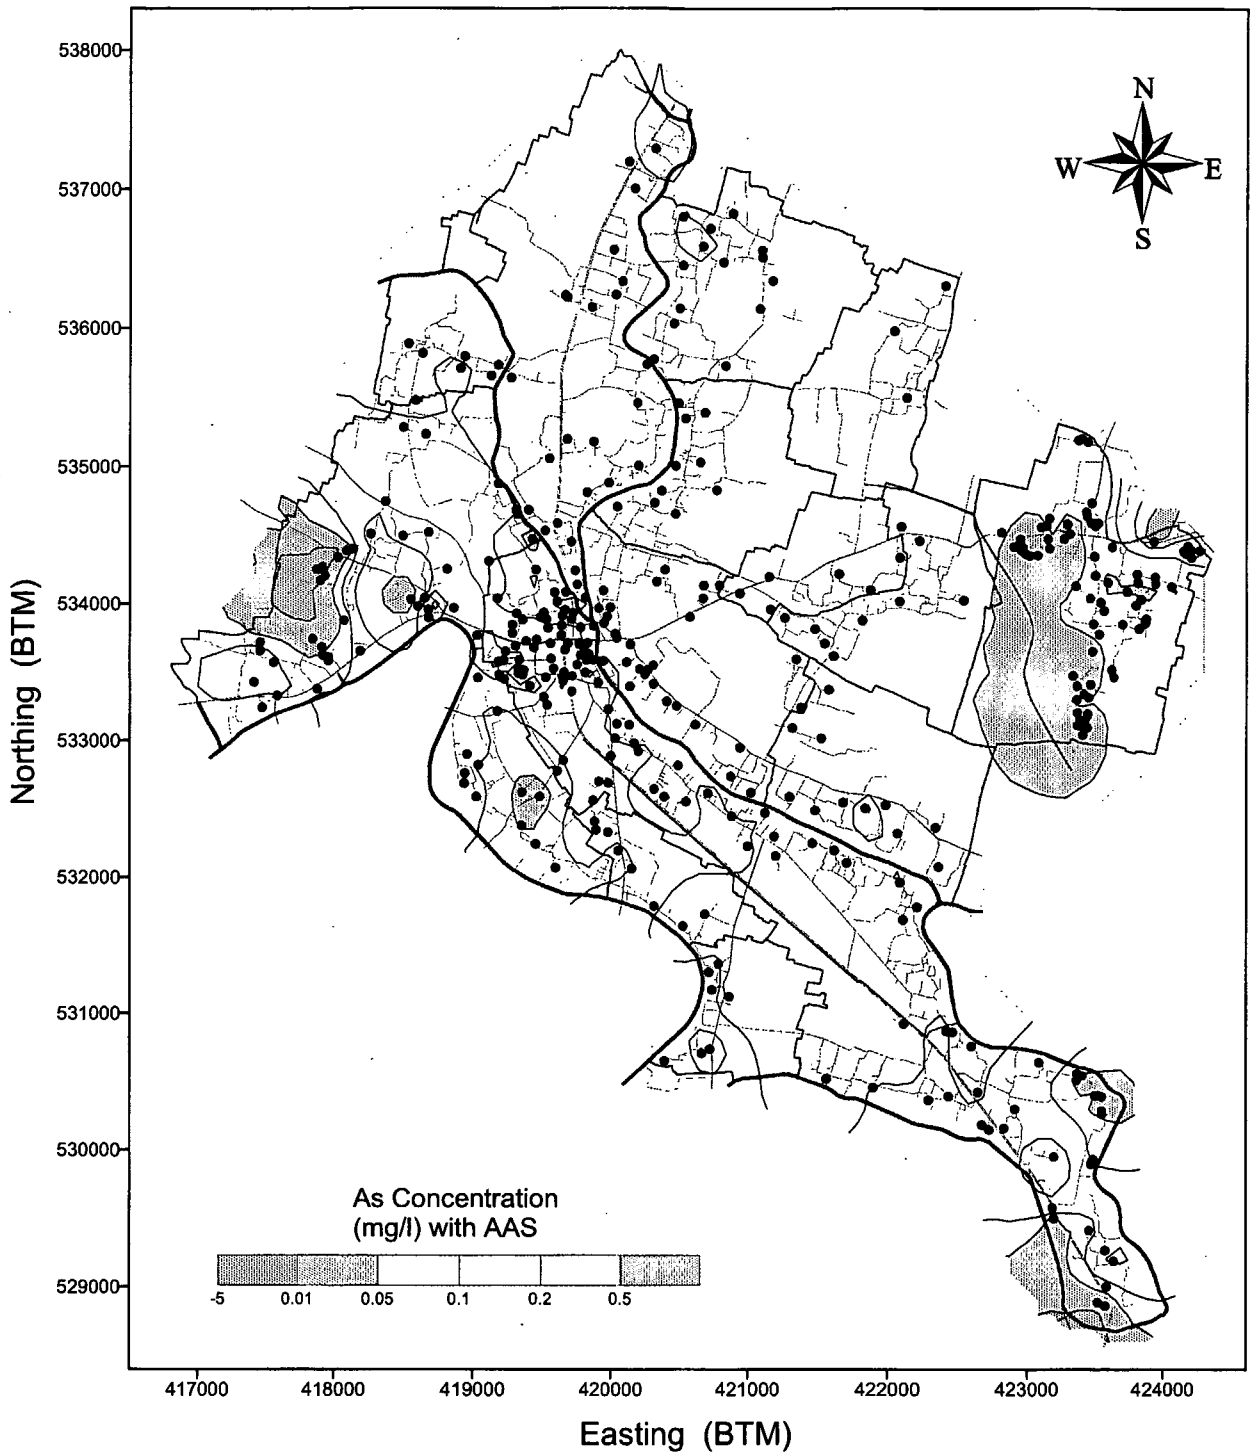 N
W E
S
538000
537000
536000
535000
534000
533000
532000
531000
530000
529000
Northing (BTM)
As Concentration
(mg/l) with AAS
-5 0.01 0.05 0.1 0.2 0.5
417000 418000 419000 420000 421000 422000 423000 424000
Easting (BTM)